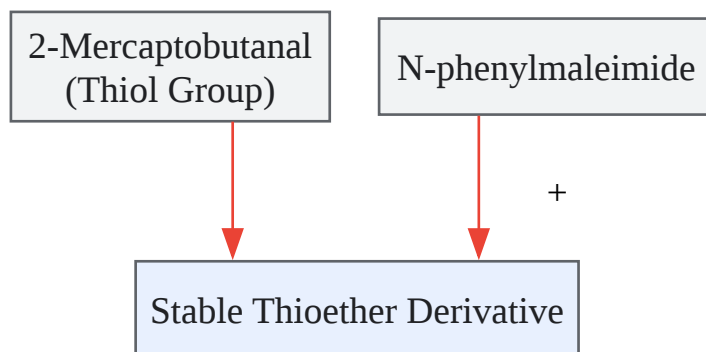 2-Mercaptobutanal
(Thiol Group)
N-phenylmaleimide
+
Stable Thioether Derivative